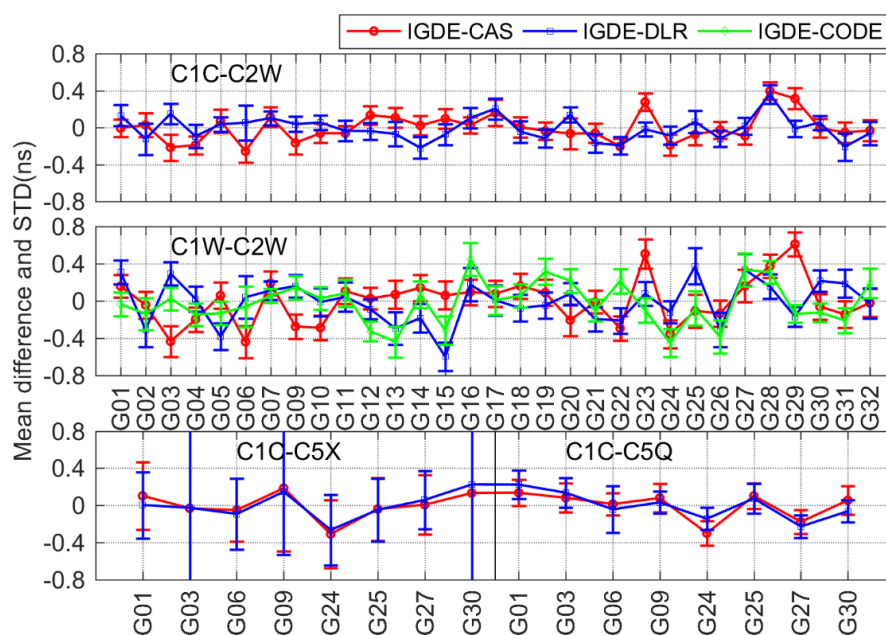 IGDE-CAS IGDE-DLR IGDE-CODE
Mean difference and STD(ns)
0.8
0.4
0
-0.4
-0.8
C1C-C2W
0.8
0.4
0
-0.4
-0.8
C1W-C2W
G01 G02 G03 G04 G05 G06 G07 G09 G10 G11 G12 G13 G14 G15 G16 G17 G18 G19 G20 G21 G22 G23 G24 G25 G26 G27 G28 G29 G30 G31 G32
0.8
0.4
0
-0.4
-0.8
C1C-C5X C1C-C5Q
G01 G03 G06 G09 G24 G25 G27 G30 G01 G03 G06 G09 G24 G25 G27 G30